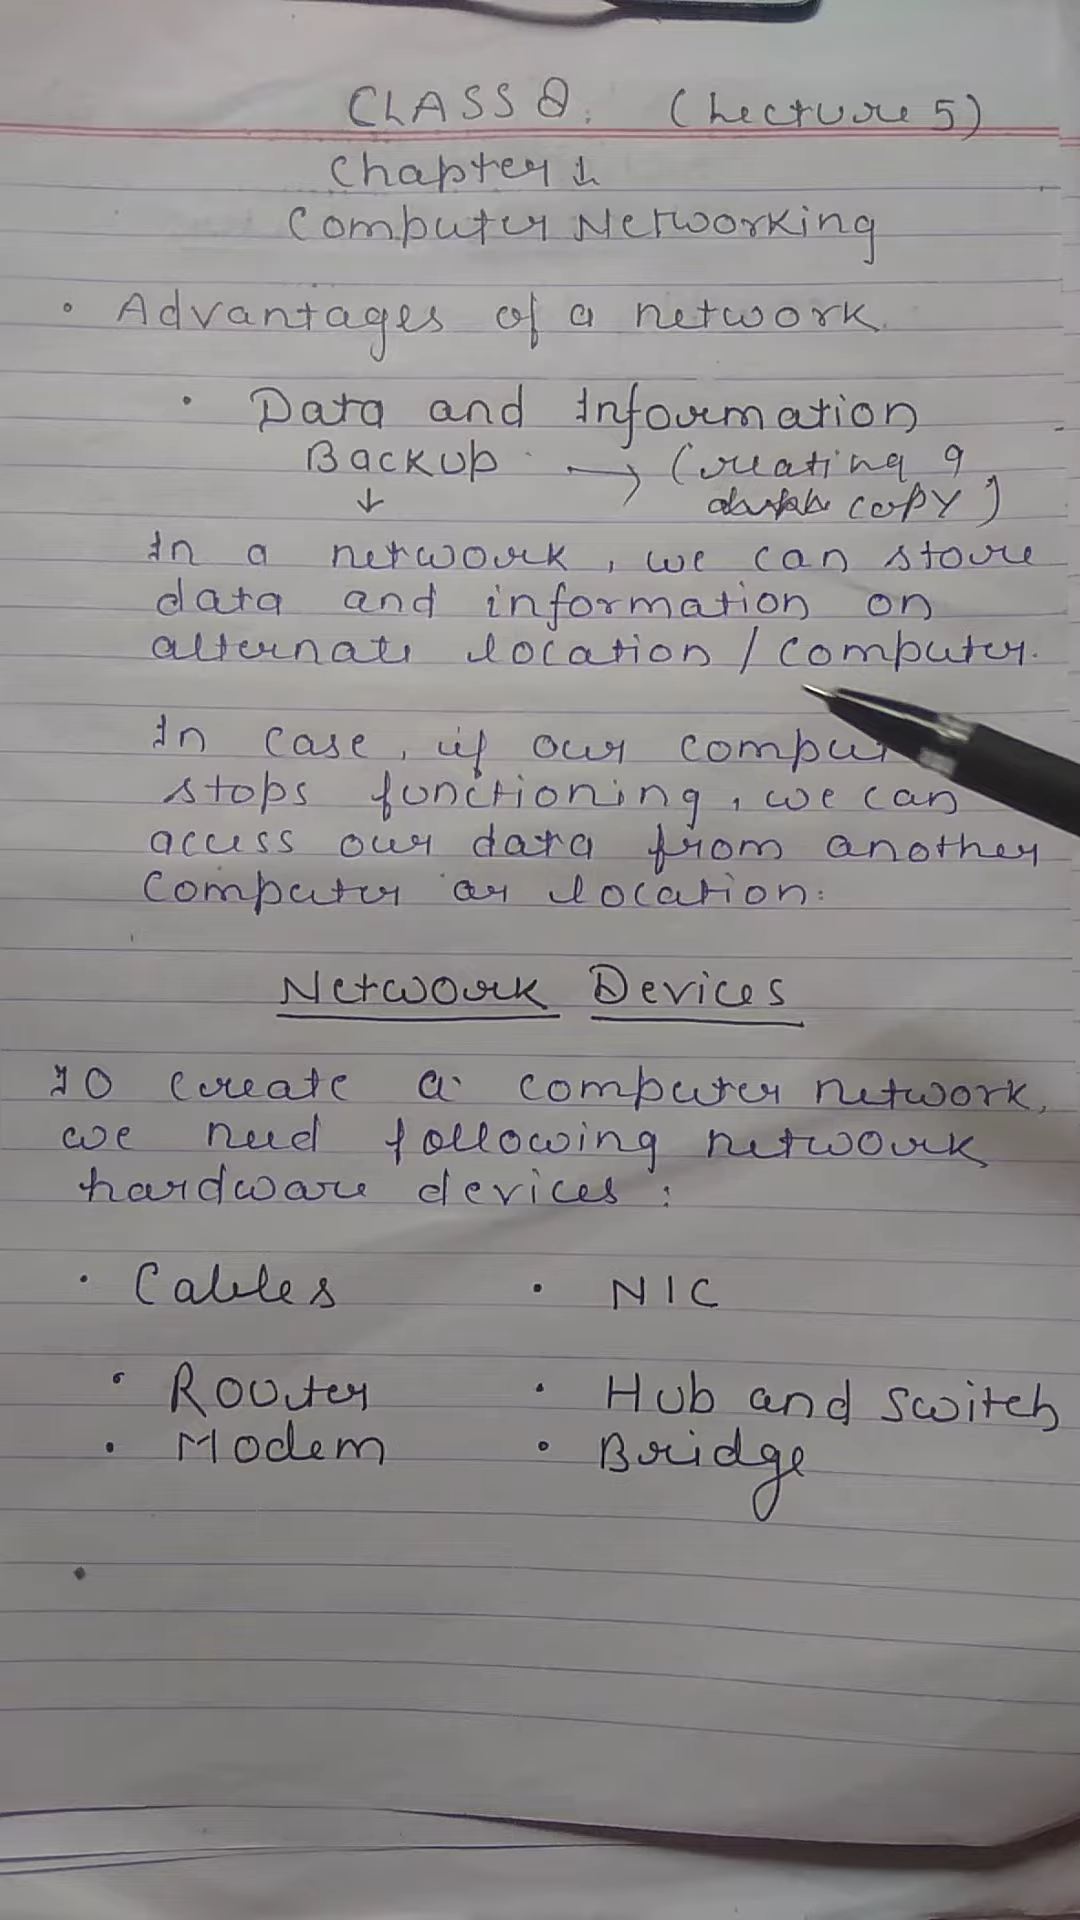 CLASS 8. (Lecture 5)
Chapter 1
Computer Networking
• Advantages of a network.
• Data and Information
Backup → (Creating a
↓ copy)
In a network, we can store
data and information on
alternate location / computer.
In case, if our
stops functioning, we can
access our data from another
computer or location.
Network Devices
To create a computer network,
we need following network
hardware devices :
• Cables • NIC
• Router • Hub and switch
• Modem • Bridge